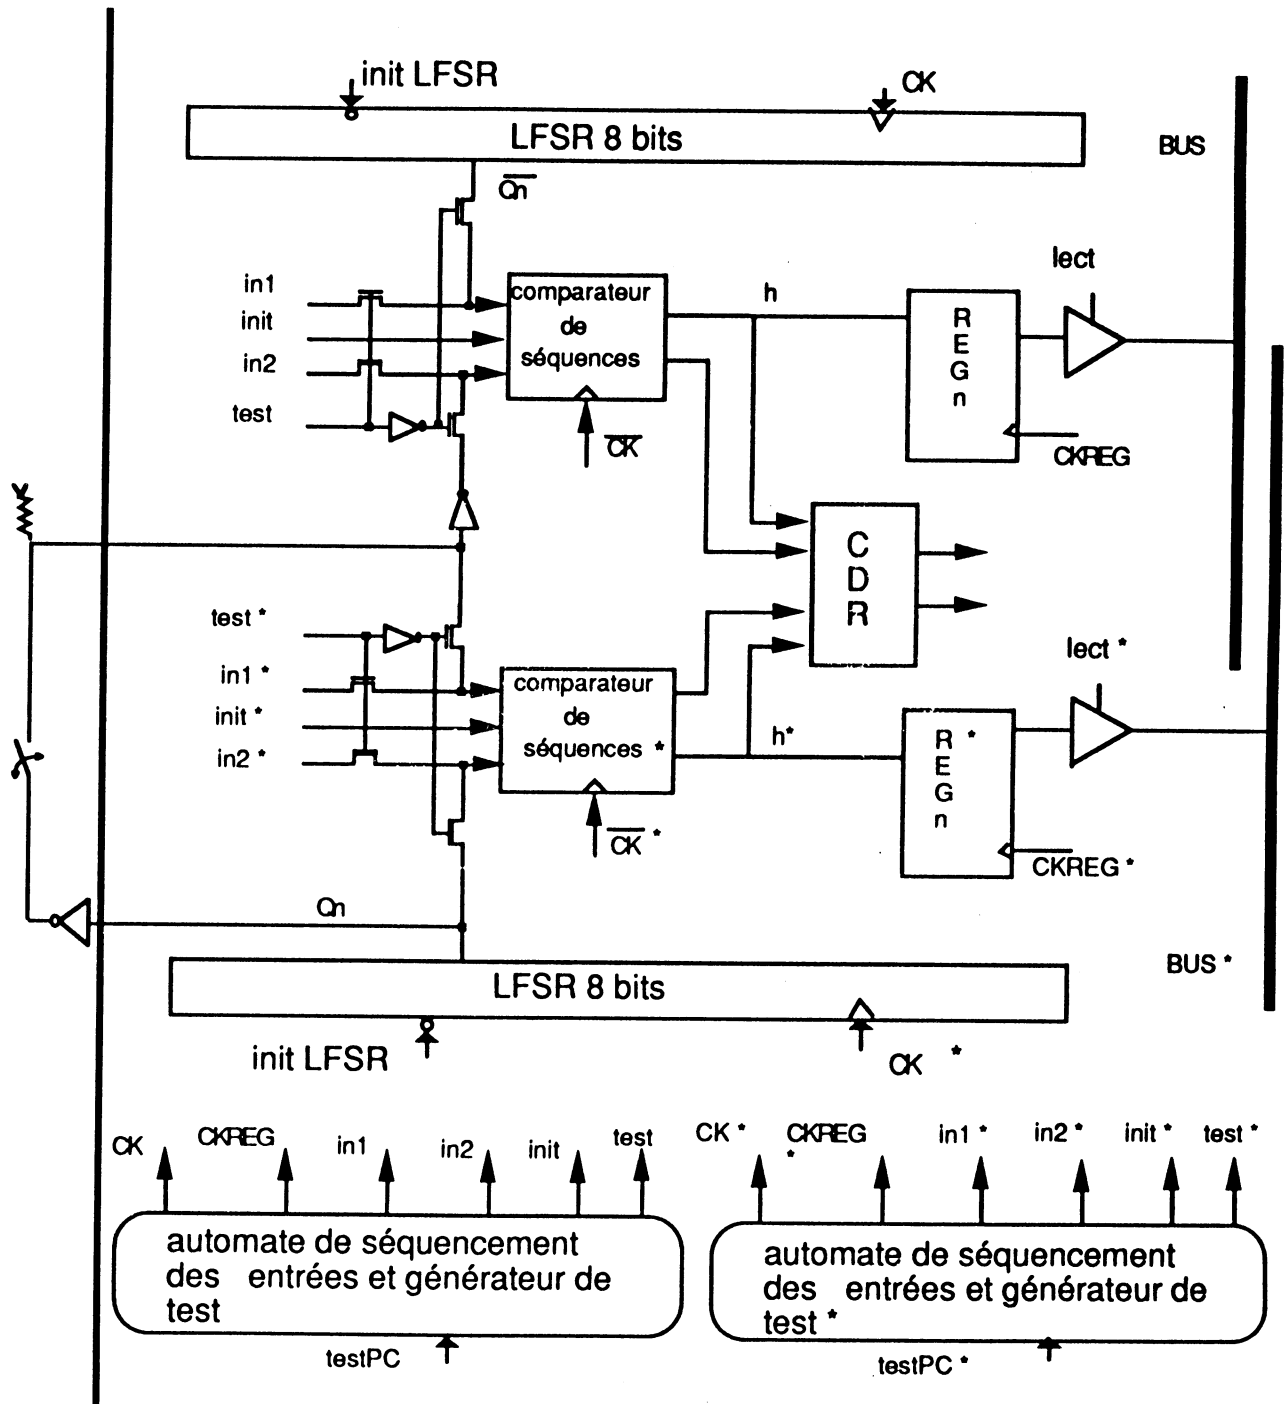 init LFSR
CK
LFSR 8 bits
BUS
Qn
lect
in1
comparateur
h
init
de
R
E
G
n
in2
séquences
test
CK
CKREG
C
D
R
test *
lect *
in1 *
comparateur
init *
de
h*
R *
E
G
n
in2 *
séquences *
CK *
CKREG *
Qn
BUS *
LFSR 8 bits
init LFSR
CK *
CK
CKREG
in1
in2
init
test
CK *
CKREG
*
in1 *
in2 *
init *
test *
automate de séquencement
des entrées et générateur de
test
automate de séquencement
des entrées et générateur de
test *
testPC
testPC *